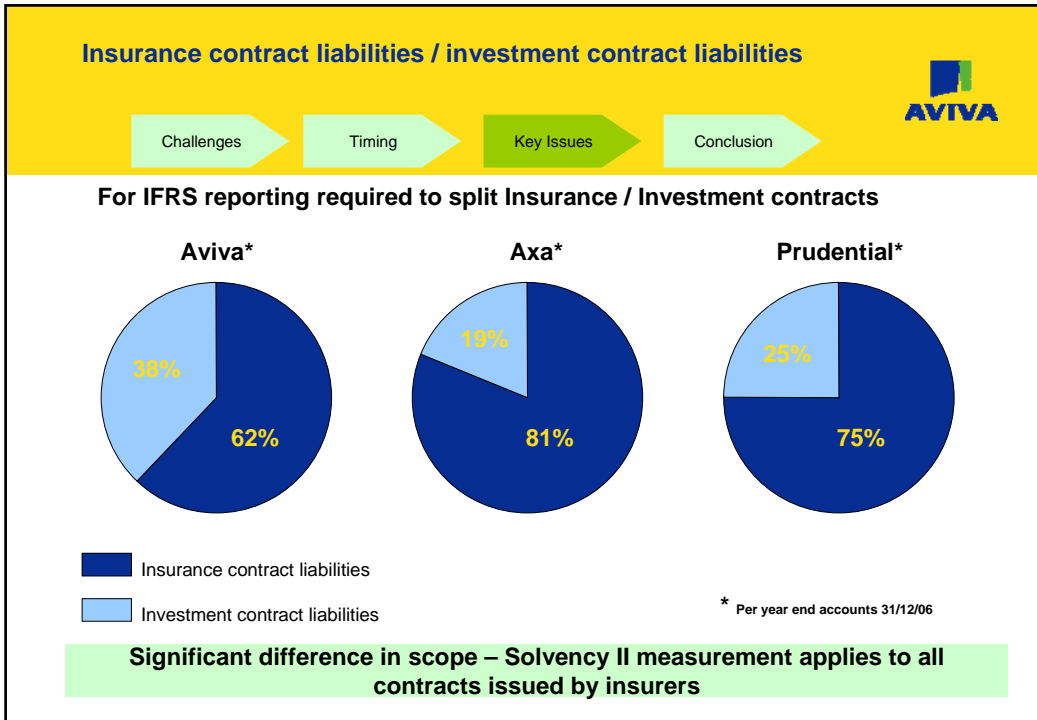 Insurance contract liabilities / investment contract liabilities
AVIVA
Challenges
Timing
Key Issues
Conclusion
For IFRS reporting required to split Insurance / Investment contracts
Aviva*
Axa*
Prudential*
38%
62%
19%
81%
25%
75%
Insurance contract liabilities
Investment contract liabilities
* Per year end accounts 31/12/06
Significant difference in scope – Solvency II measurement applies to all
contracts issued by insurers